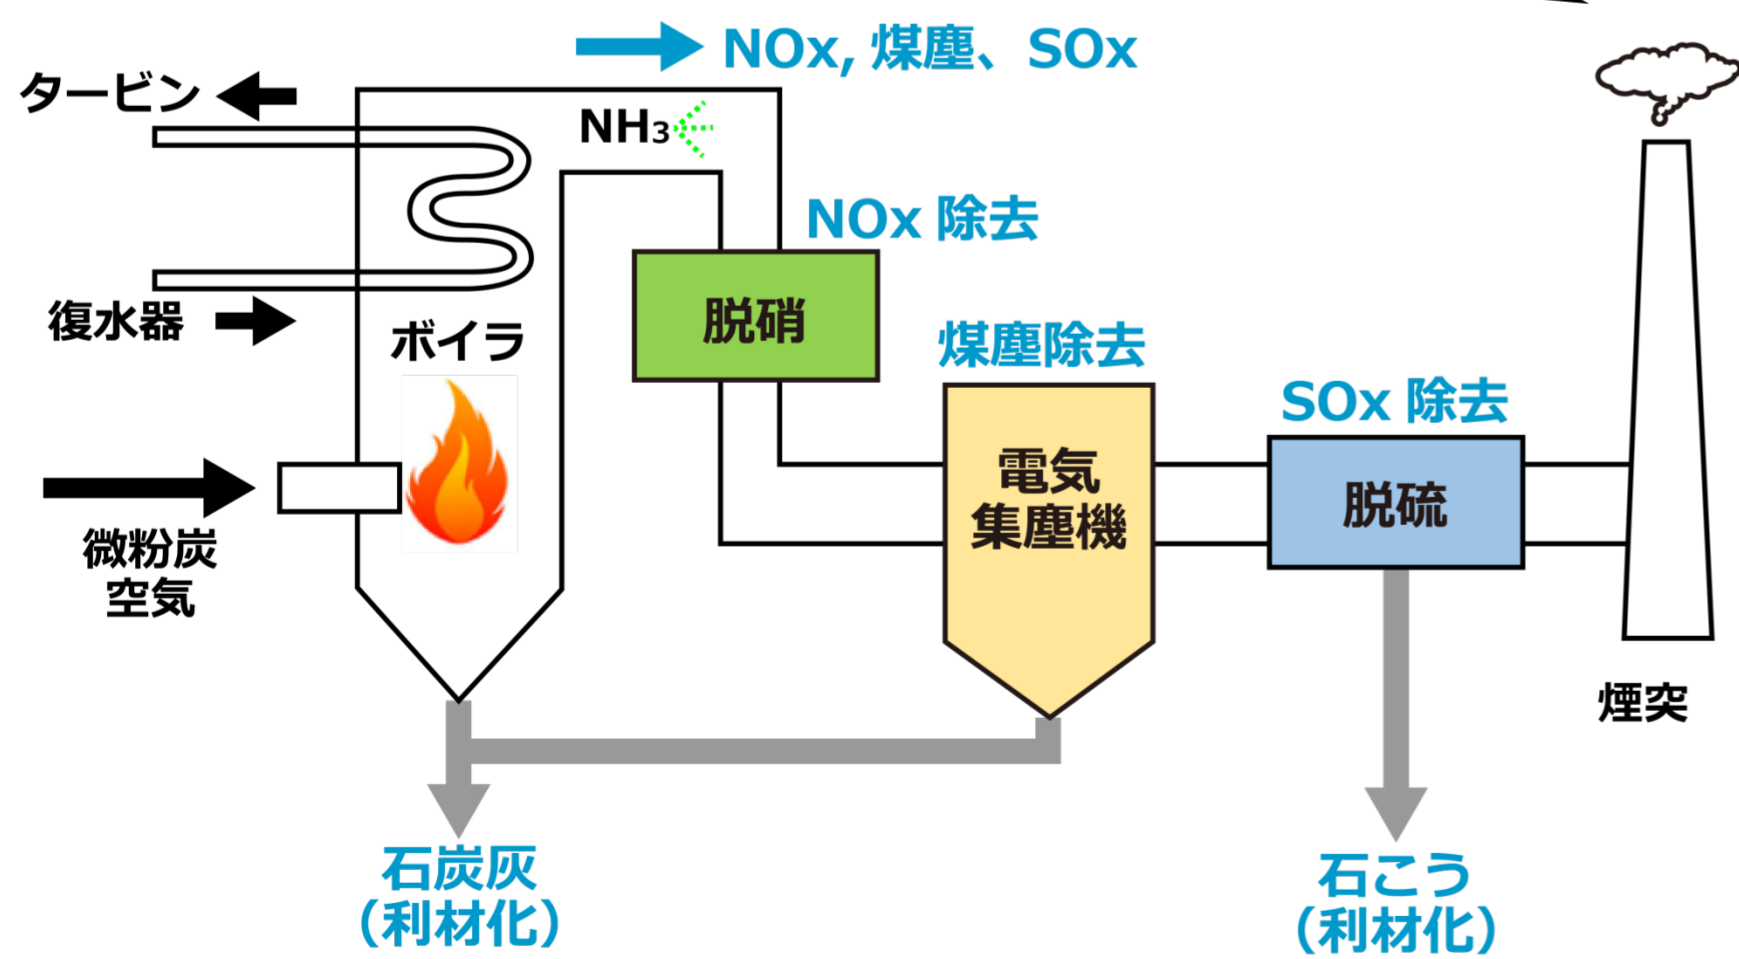 NOx, 煤塵、SOx
タービン
NH₃
NOx 除去
復水器
ボイラ
脱硝
煤塵除去
SOx 除去
電気
集塵機
脱硫
微粉炭
空気
煙突
石炭灰
（利材化）
石こう
（利材化）